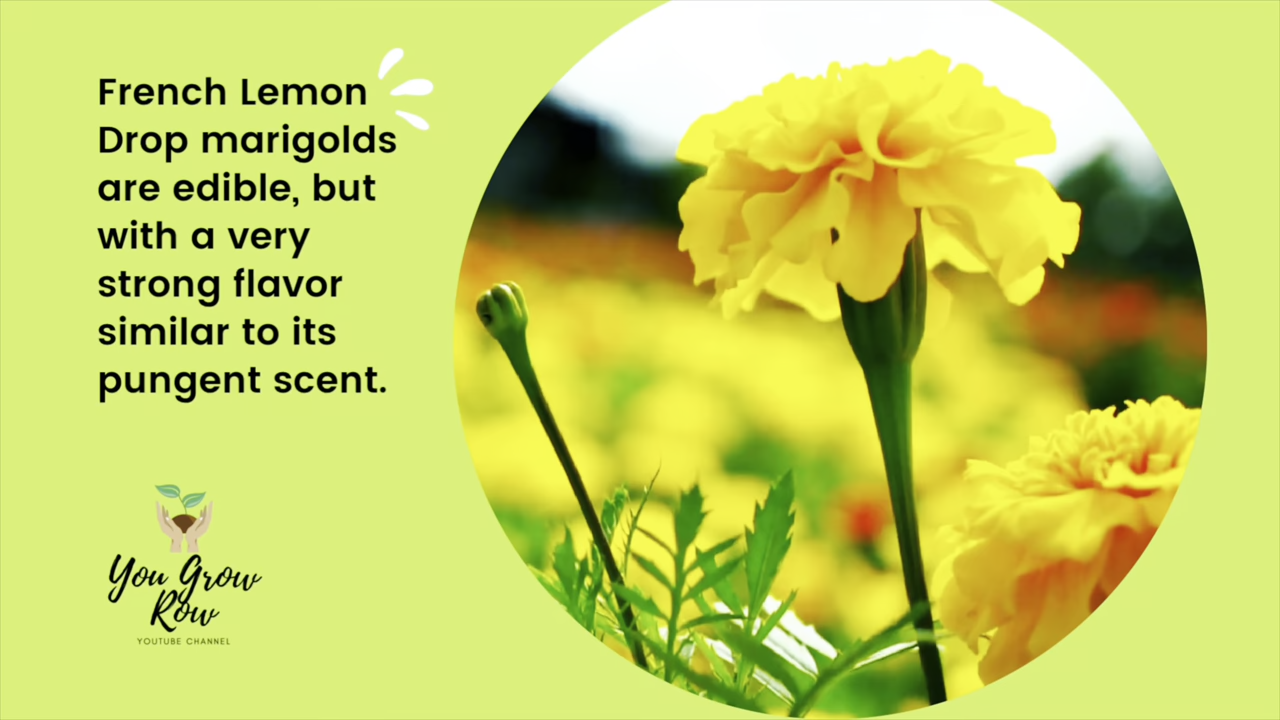 French Lemon
Drop marigolds
are edible, but
with a very
strong flavor
similar to its
pungent scent.
You Grow
Row
YOUTUBE CHANNEL